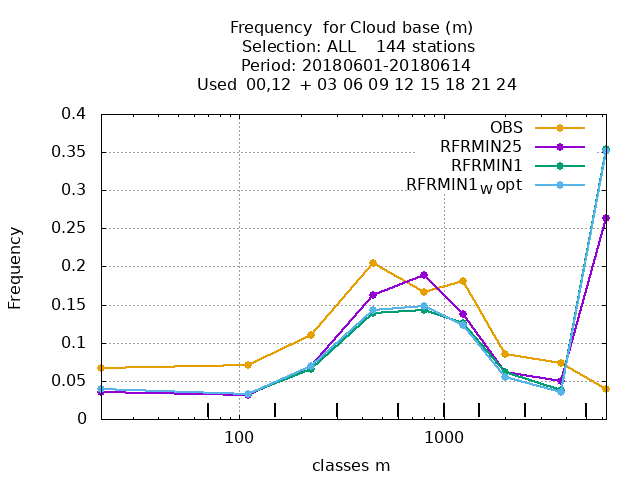 Frequency  for Cloud base (m)
Selection: ALL    144 stations
Period: 20180601-20180614
Used  00,12  + 03 06 09 12 15 18 21 24
0.4
0.35
0.3
0.25
0.2
0.15
0.1
0.05
0
Frequency
OBS
RFRMIN25
RFRMIN1
RFRMIN1w opt
100
1000
classes m